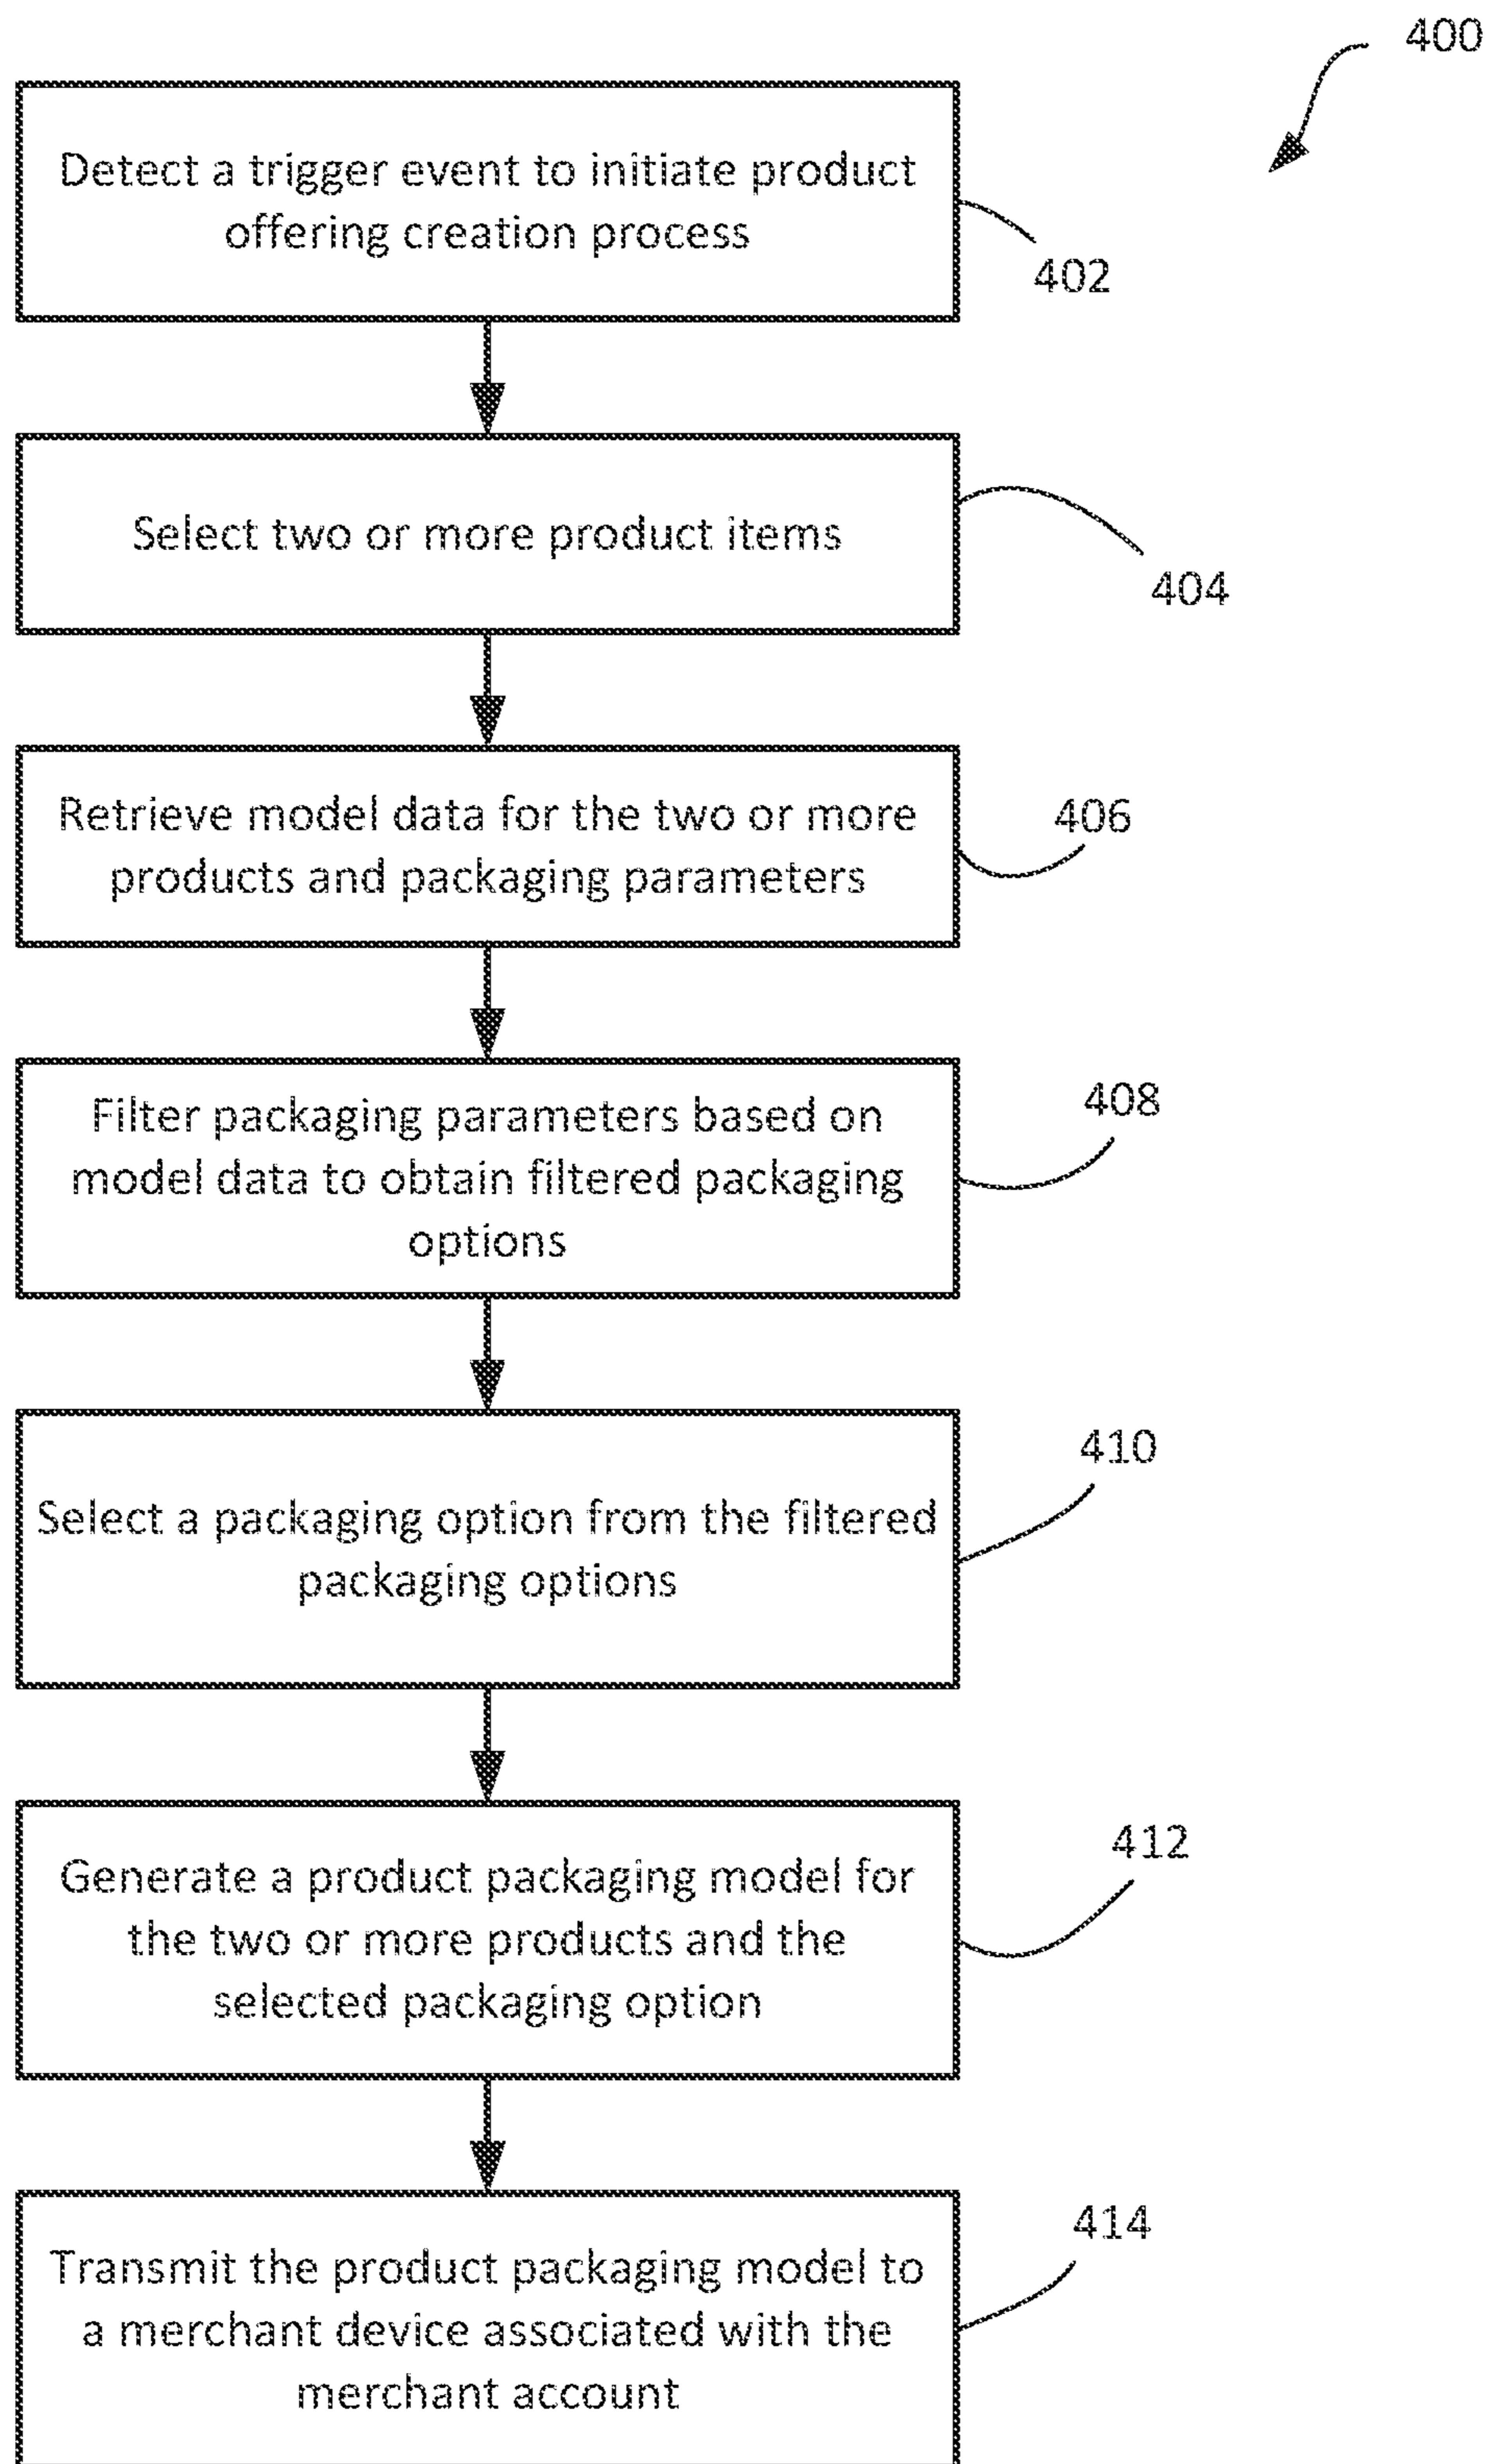 400
Detect a trigger event to initiate product
offering creation process
402
Select two or more product items
404
Retrieve model data for the two or more
products and packaging parameters
406
Filter packaging parameters based on
model data to obtain filtered packaging
options
408
Select a packaging option from the filtered
packaging options
410
Generate a product packaging model for
the two or more products and the
selected packaging option
412
Transmit the product packaging model to
a merchant device associated with the
merchant account
414